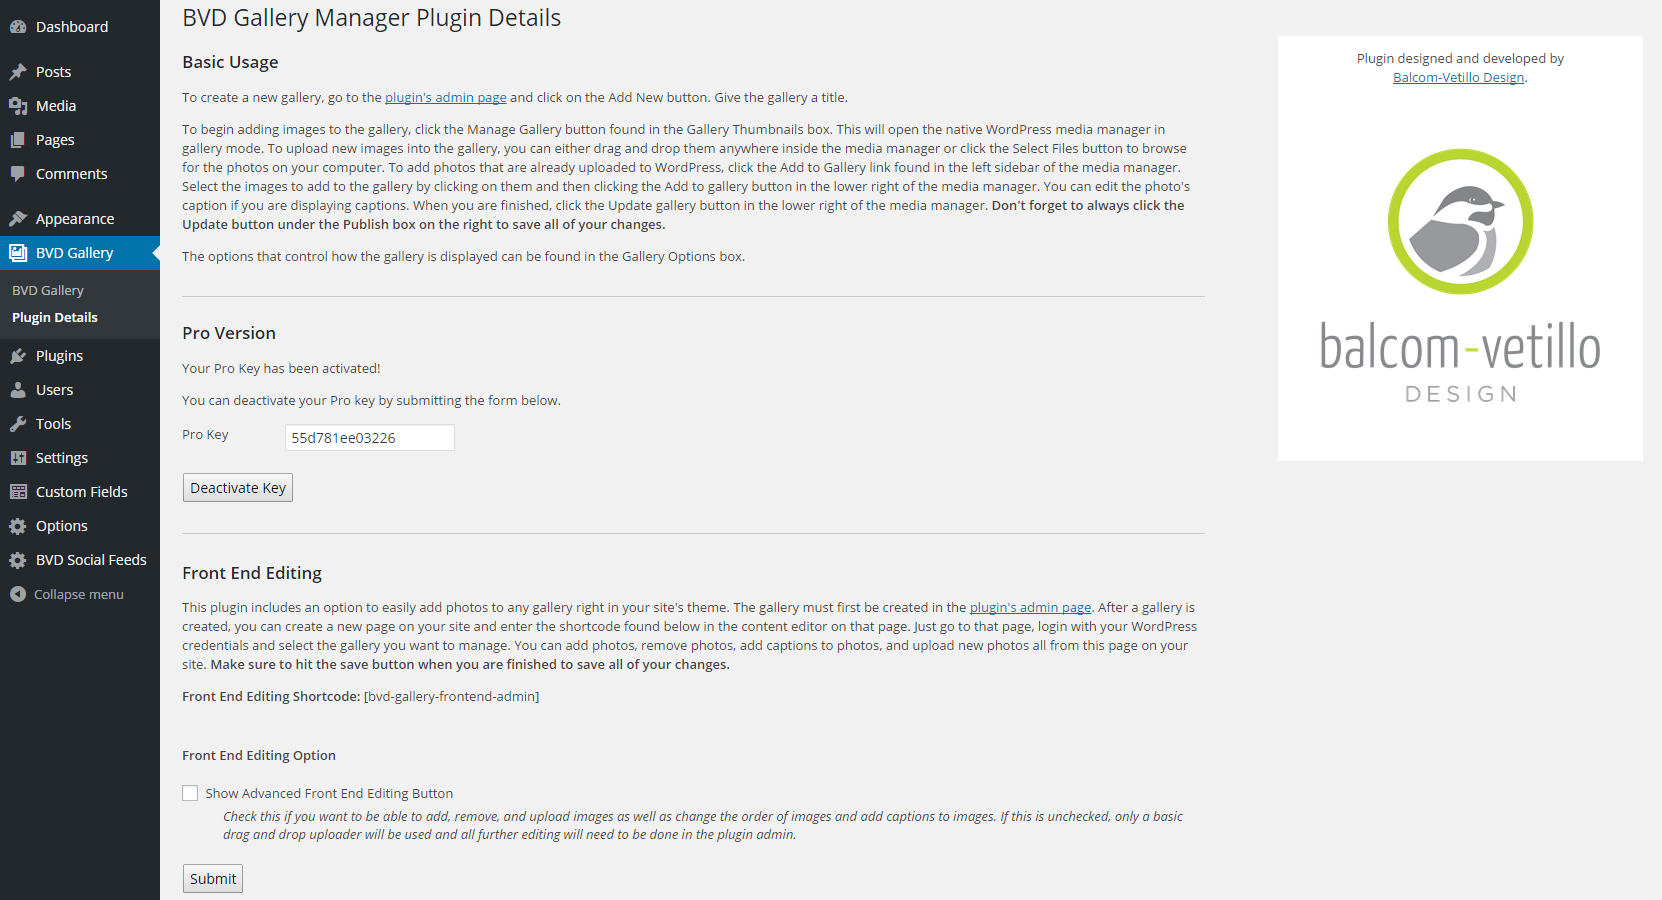 Dashboard
Posts
Media
Pages
Comments
Appearance
BVD Gallery
BVD Gallery
Plugin Details
Plugins
Users
Tools
Settings
Custom Fields
Options
BVD Social Feeds
Collapse menu
BVD Gallery Manager Plugin Details
Basic Usage
To create a new gallery, go to the plugin's admin page and click on the Add New button. Give the gallery a title.
To begin adding images to the gallery, click the Manage Gallery button found in the Gallery Thumbnails box. This will open the native WordPress media manager in
gallery mode. To upload new images into the gallery, you can either drag and drop them anywhere inside the media manager or click the Select Files button to browse
for the photos on your computer. To add photos that are already uploaded to WordPress, click the Add to Gallery link found in the left sidebar of the media manager.
Select the images to add to the gallery by clicking on them and then clicking the Add to gallery button in the lower right of the media manager. You can edit the photo's
caption if you are displaying captions. When you are finished, click the Update gallery button in the lower right of the media manager. Don't forget to always click the
Update button under the Publish box on the right to save all of your changes.
The options that control how the gallery is displayed can be found in the Gallery Options box.
Pro Version
Your Pro Key has been activated!
You can deactivate your Pro key by submitting the form below.
Pro Key
55d781ee03226
Deactivate Key
Front End Editing
This plugin includes an option to easily add photos to any gallery right in your site's theme. The gallery must first be created in the plugin's admin page. After a gallery is
created, you can create a new page on your site and enter the shortcode found below in the content editor on that page. Just go to that page, login with your WordPress
credentials and select the gallery you want to manage. You can add photos, remove photos, add captions to photos, and upload new photos all from this page on your
site. Make sure to hit the save button when you are finished to save all of your changes.
Front End Editing Shortcode: [bvd-gallery-frontend-admin]
Front End Editing Option
Show Advanced Front End Editing Button
Check this if you want to be able to add, remove, and upload images as well as change the order of images and add captions to images. If this is unchecked, only a basic
drag and drop uploader will be used and all further editing will need to be done in the plugin admin.
Submit
Plugin designed and developed by
Balcom-Vetillo Design.
balcom-vetillo
DESIGN